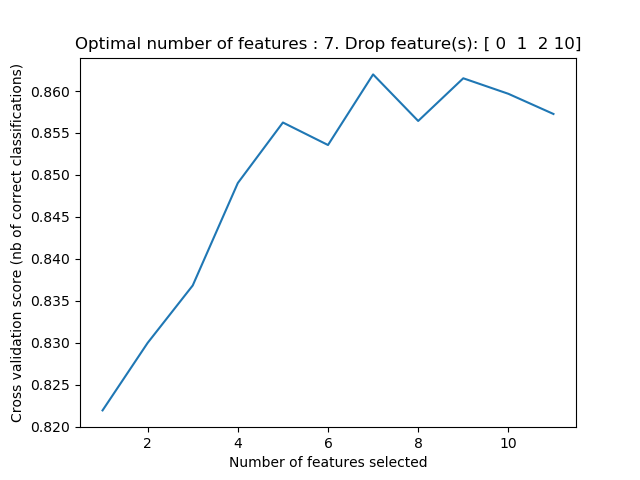 Optimal number of features : 7. Drop feature(s): [ 0  1  2 10]
Cross validation score (nb of correct classifications)
0.860
0.855
0.850
0.845
0.840
0.835
0.830
0.825
0.820
2 4 6 8 10
Number of features selected